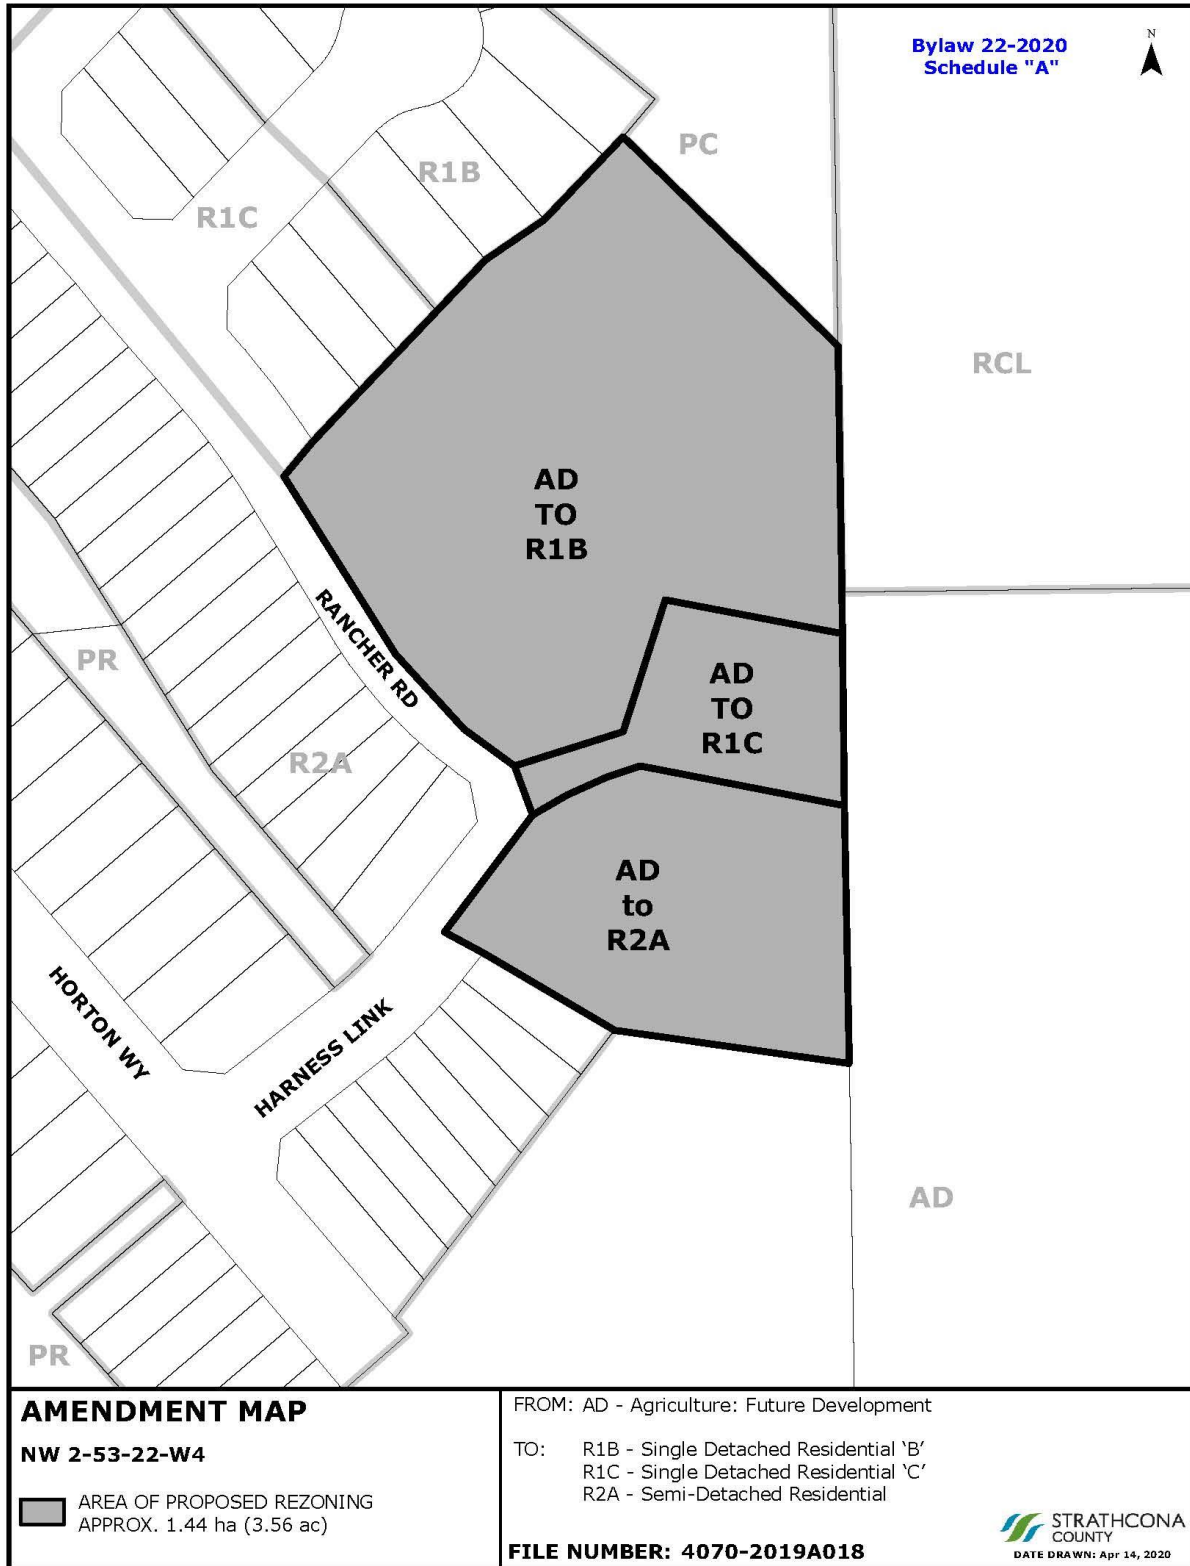 Bylaw 22-2020
Schedule "A"
N
PC
R1B
R1C
RCL
AD
TO
R1B
RANCHER RD
PR
AD
TO
R1C
R2A
AD
to
R2A
HORTON WY
HARNESS LINK
AD
PR
AMENDMENT MAP
NW 2-53-22-W4
AREA OF PROPOSED REZONING
APPROX. 1.44 ha (3.56 ac)
FROM: AD - Agriculture: Future Development
TO: R1B - Single Detached Residential ‘B’
R1C - Single Detached Residential ‘C’
R2A - Semi-Detached Residential
FILE NUMBER: 4070-2019A018
STRATHCONA
COUNTY
DATE DRAWN: Apr 14, 2020